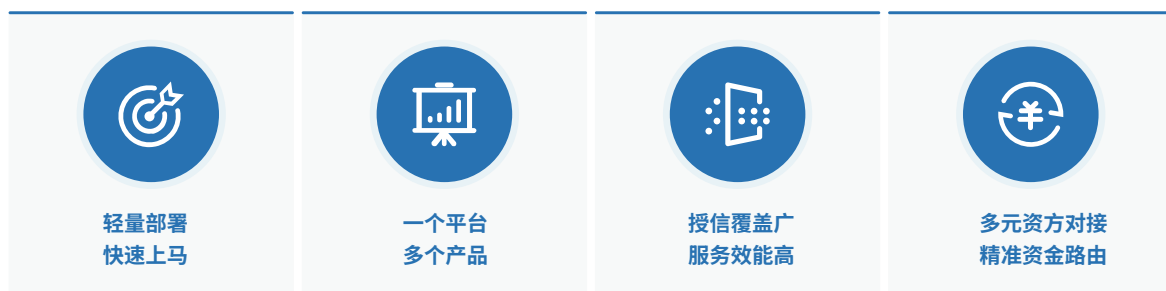 轻量部署
快速上马
一个平台
多个产品
授信覆盖广
服务效能高
多元资方对接
精准资金路由